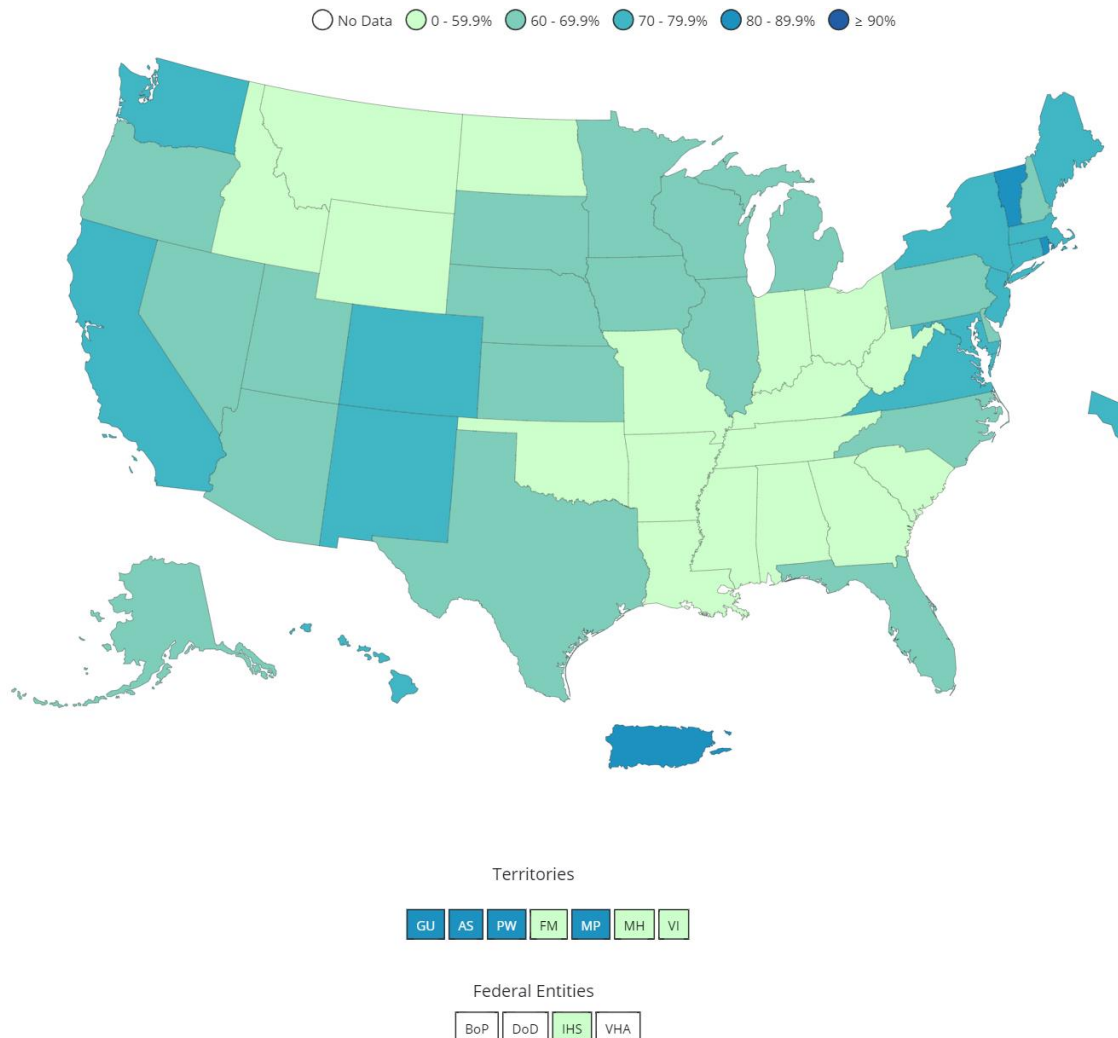 No Data 0 - 59.9% 60 - 69.9% 70 - 79.9% 80 - 89.9% ≥ 90%
Territories
GU AS PW FM MP MH VI
Federal Entities
BoP DoD IHS VHA